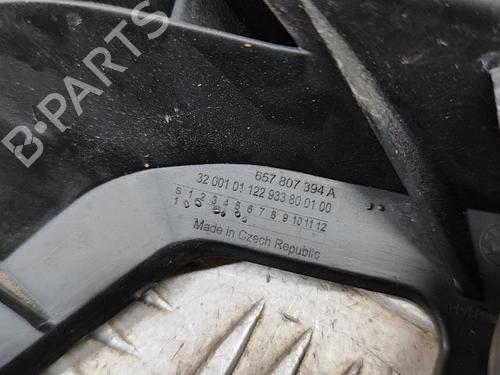 B-PARTS
657 807 394 A
32 001 01 122 933 80 01 00
S 1 2 3 4 5 6 7 8 9 10 11 12
Made in Czech Republic